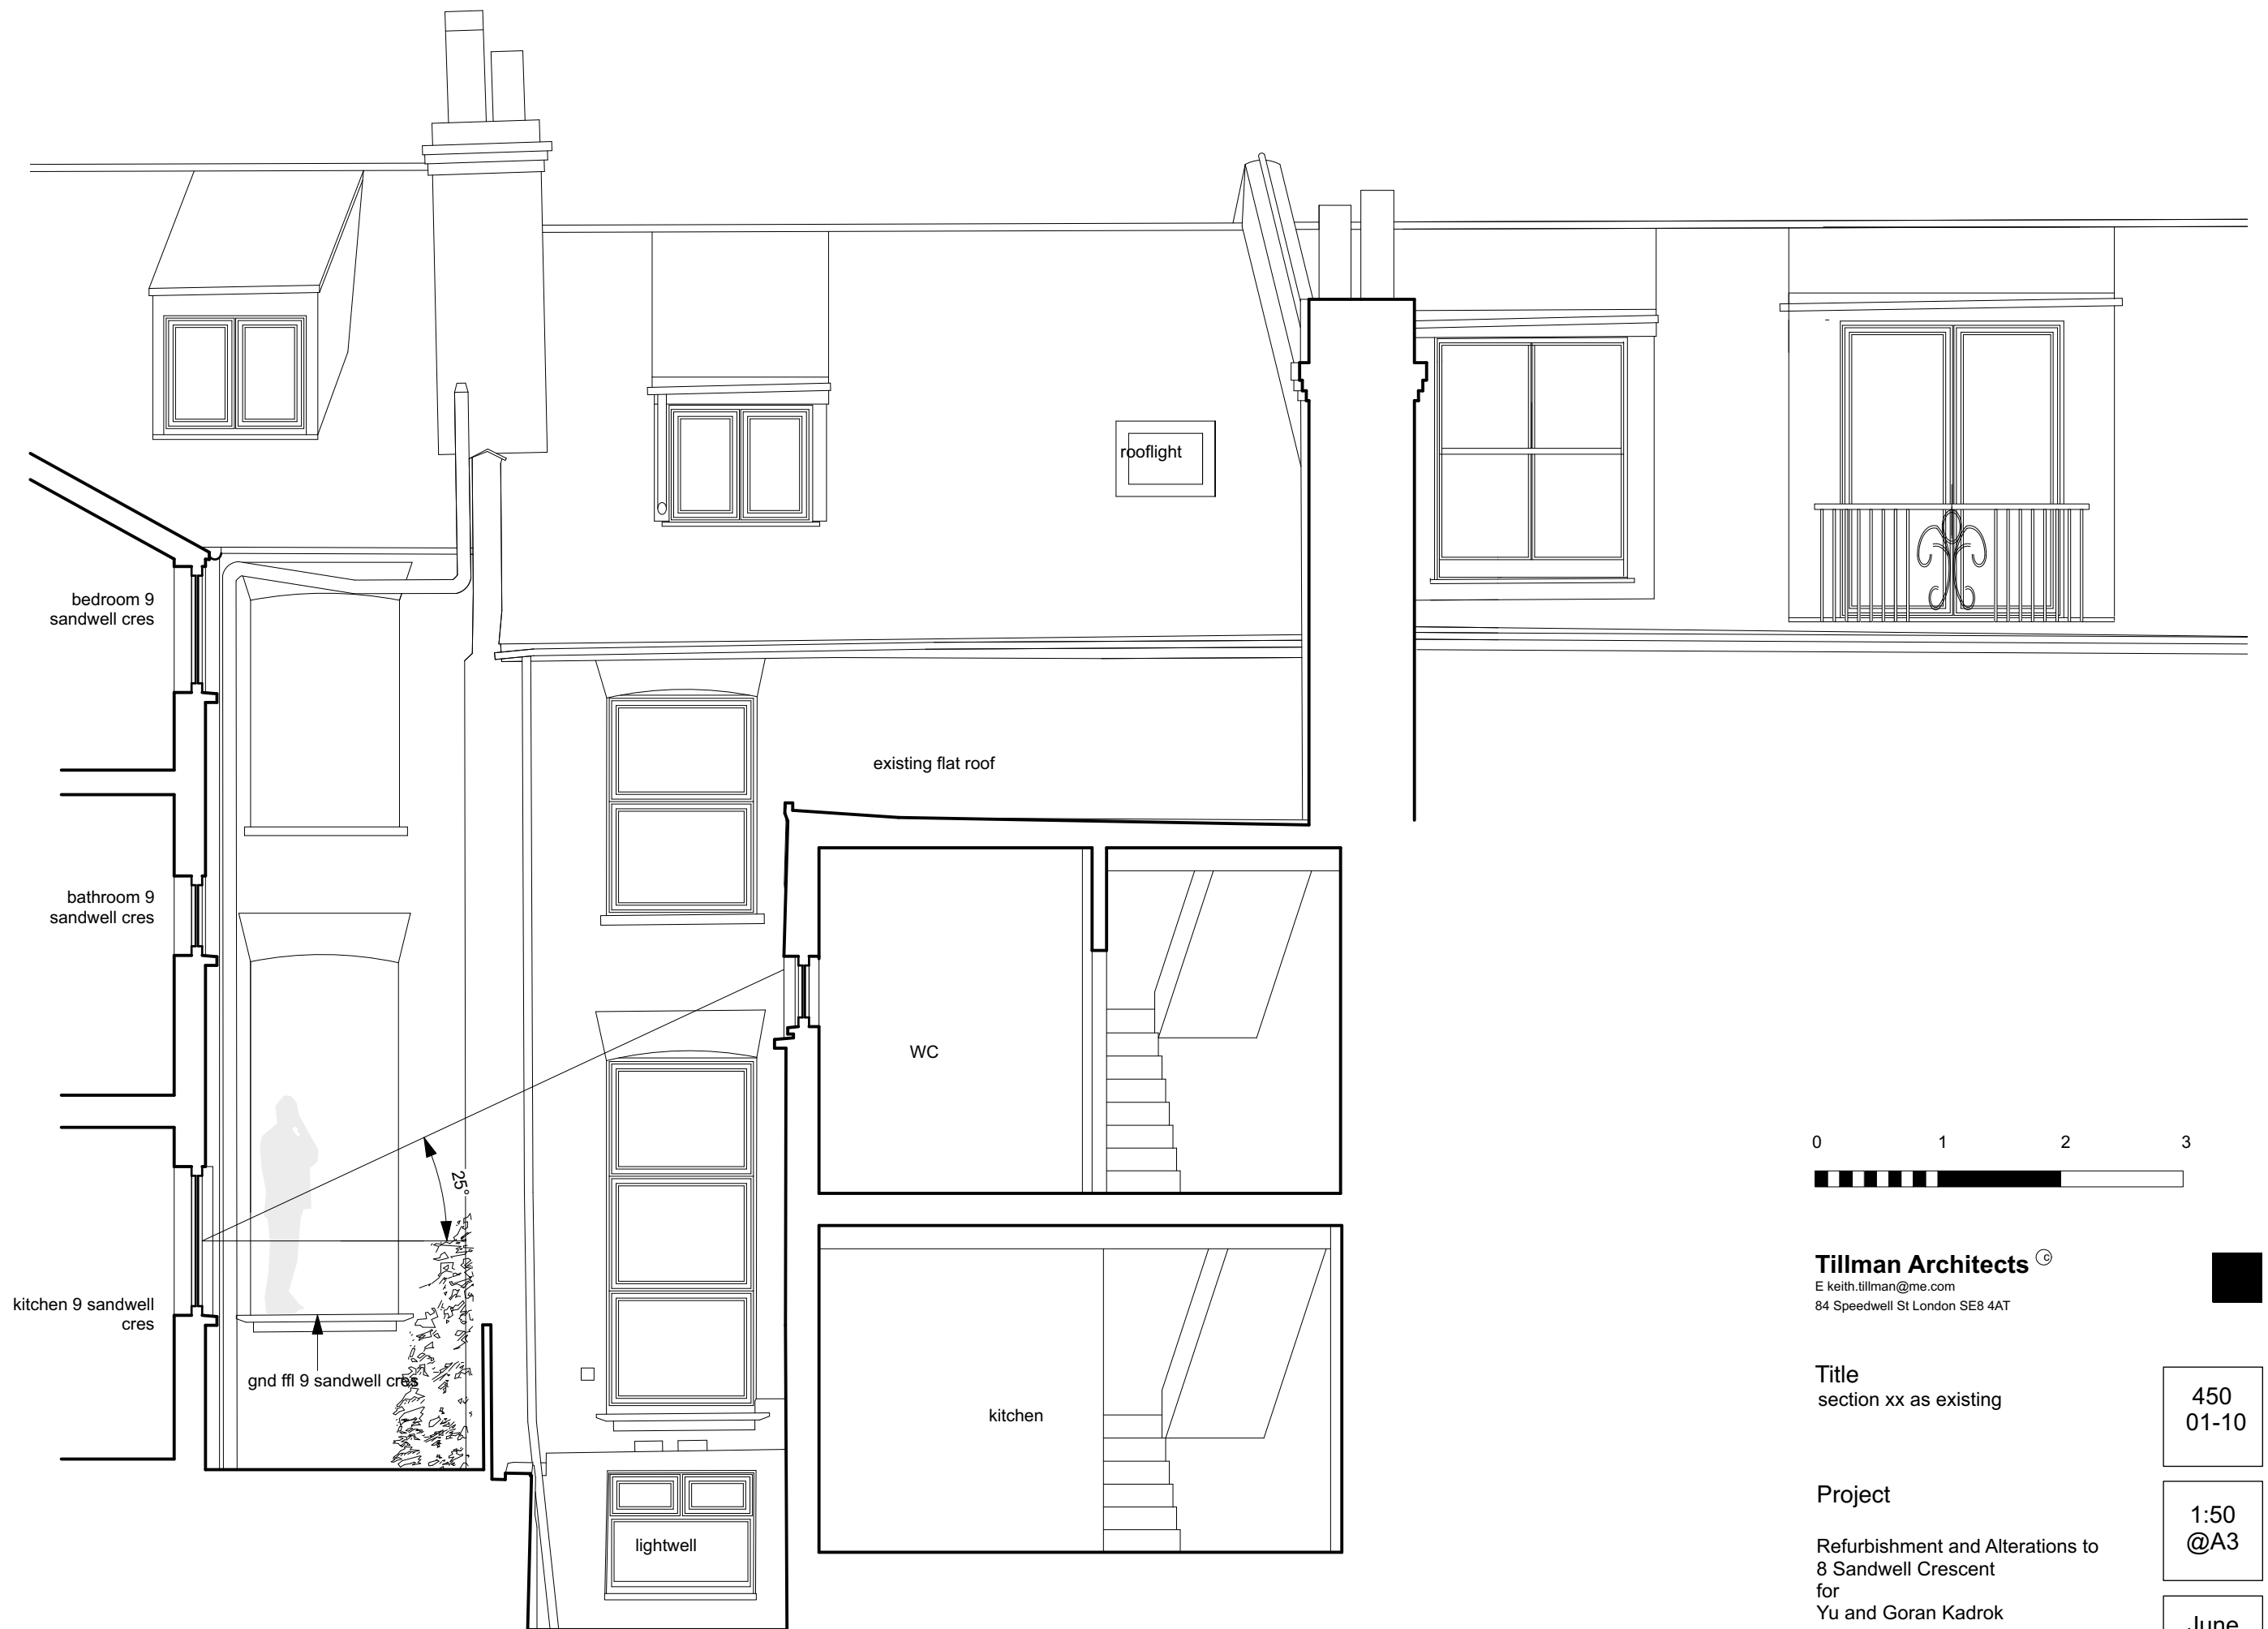 rooflight
bedroom 9
sandwell cres
existing flat roof
bathroom 9
sandwell cres
WC
25°
kitchen 9 sandwell
cres
gnd ffl 9 sandwell cres
kitchen
lightwell
0 1 2 3
Tillman Architects ©
E keith.tillman@me.com
84 Speedwell St London SE8 4AT
Title
section xx as existing
450
01-10
Project
1:50
@A3
Refurbishment and Alterations to
8 Sandwell Crescent
for
Yu and Goran Kadrok
June